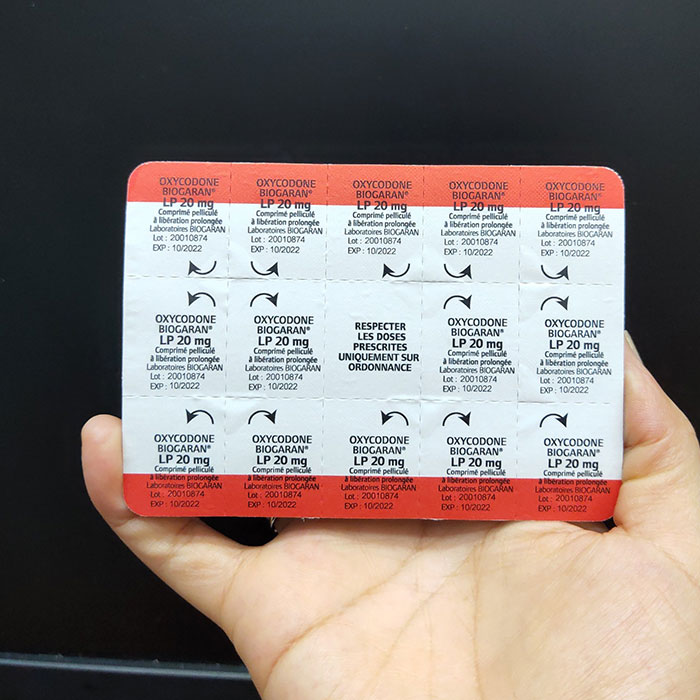 OXYCODONE
BIOGARAN®
LP 20 mg
Comprimé pelliculé
à libération prolongée
Laboratoires BIOGARAN
Lot : 20010874
EXP : 10/2022
OXYCODONE
BIOGARAN®
LP 20 mg
Comprimé pelliculé
à libération prolongée
Laboratoires BIOGARAN
Lot : 20010874
EXP : 10/2022
OXYCODONE
BIOGARAN®
LP 20 mg
Comprimé pelliculé
à libération prolongée
Laboratoires BIOGARAN
Lot : 20010874
EXP : 10/2022
OXYCODONE
BIOGARAN®
LP 20 mg
Comprimé pelliculé
à libération prolongée
Laboratoires BIOGARAN
Lot : 20010874
EXP : 10/2022
OXYCODONE
BIOGARAN®
LP 20 mg
Comprimé pelliculé
à libération prolongée
Laboratoires BIOGARAN
Lot : 20010874
EXP : 10/2022
OXYCODONE
BIOGARAN®
LP 20 mg
Comprimé pelliculé
à libération prolongée
Laboratoires BIOGARAN
Lot : 20010874
EXP : 10/2022
OXYCODONE
BIOGARAN®
LP 20 mg
Comprimé pelliculé
à libération prolongée
Laboratoires BIOGARAN
Lot : 20010874
EXP : 10/2022
RESPECTER
LES DOSES
PRESCRITES
UNIQUEMENT SUR
ORDONNANCE
OXYCODONE
BIOGARAN®
LP 20 mg
Comprimé pelliculé
à libération prolongée
Laboratoires BIOGARAN
Lot : 20010874
EXP : 10/2022
OXYCODONE
BIOGARAN®
LP 20 mg
Comprimé pelliculé
à libération prolongée
Laboratoires BIOGARAN
Lot : 20010874
EXP : 10/2022
OXYCODONE
BIOGARAN®
LP 20 mg
Comprimé pelliculé
à libération prolongée
Laboratoires BIOGARAN
Lot : 20010874
EXP : 10/2022
OXYCODONE
BIOGARAN®
LP 20 mg
Comprimé pelliculé
à libération prolongée
Laboratoires BIOGARAN
Lot : 20010874
EXP : 10/2022
OXYCODONE
BIOGARAN®
LP 20 mg
Comprimé pelliculé
à libération prolongée
Laboratoires BIOGARAN
Lot : 20010874
EXP : 10/2022
OXYCODONE
BIOGARAN®
LP 20 mg
Comprimé pelliculé
à libération prolongée
Laboratoires BIOGARAN
Lot : 20010874
EXP : 10/2022
OXYCODONE
BIOGARAN®
LP 20 mg
Comprimé pelliculé
à libération prolongée
Laboratoires BIOGARAN
Lot : 20010874
EXP : 10/2022